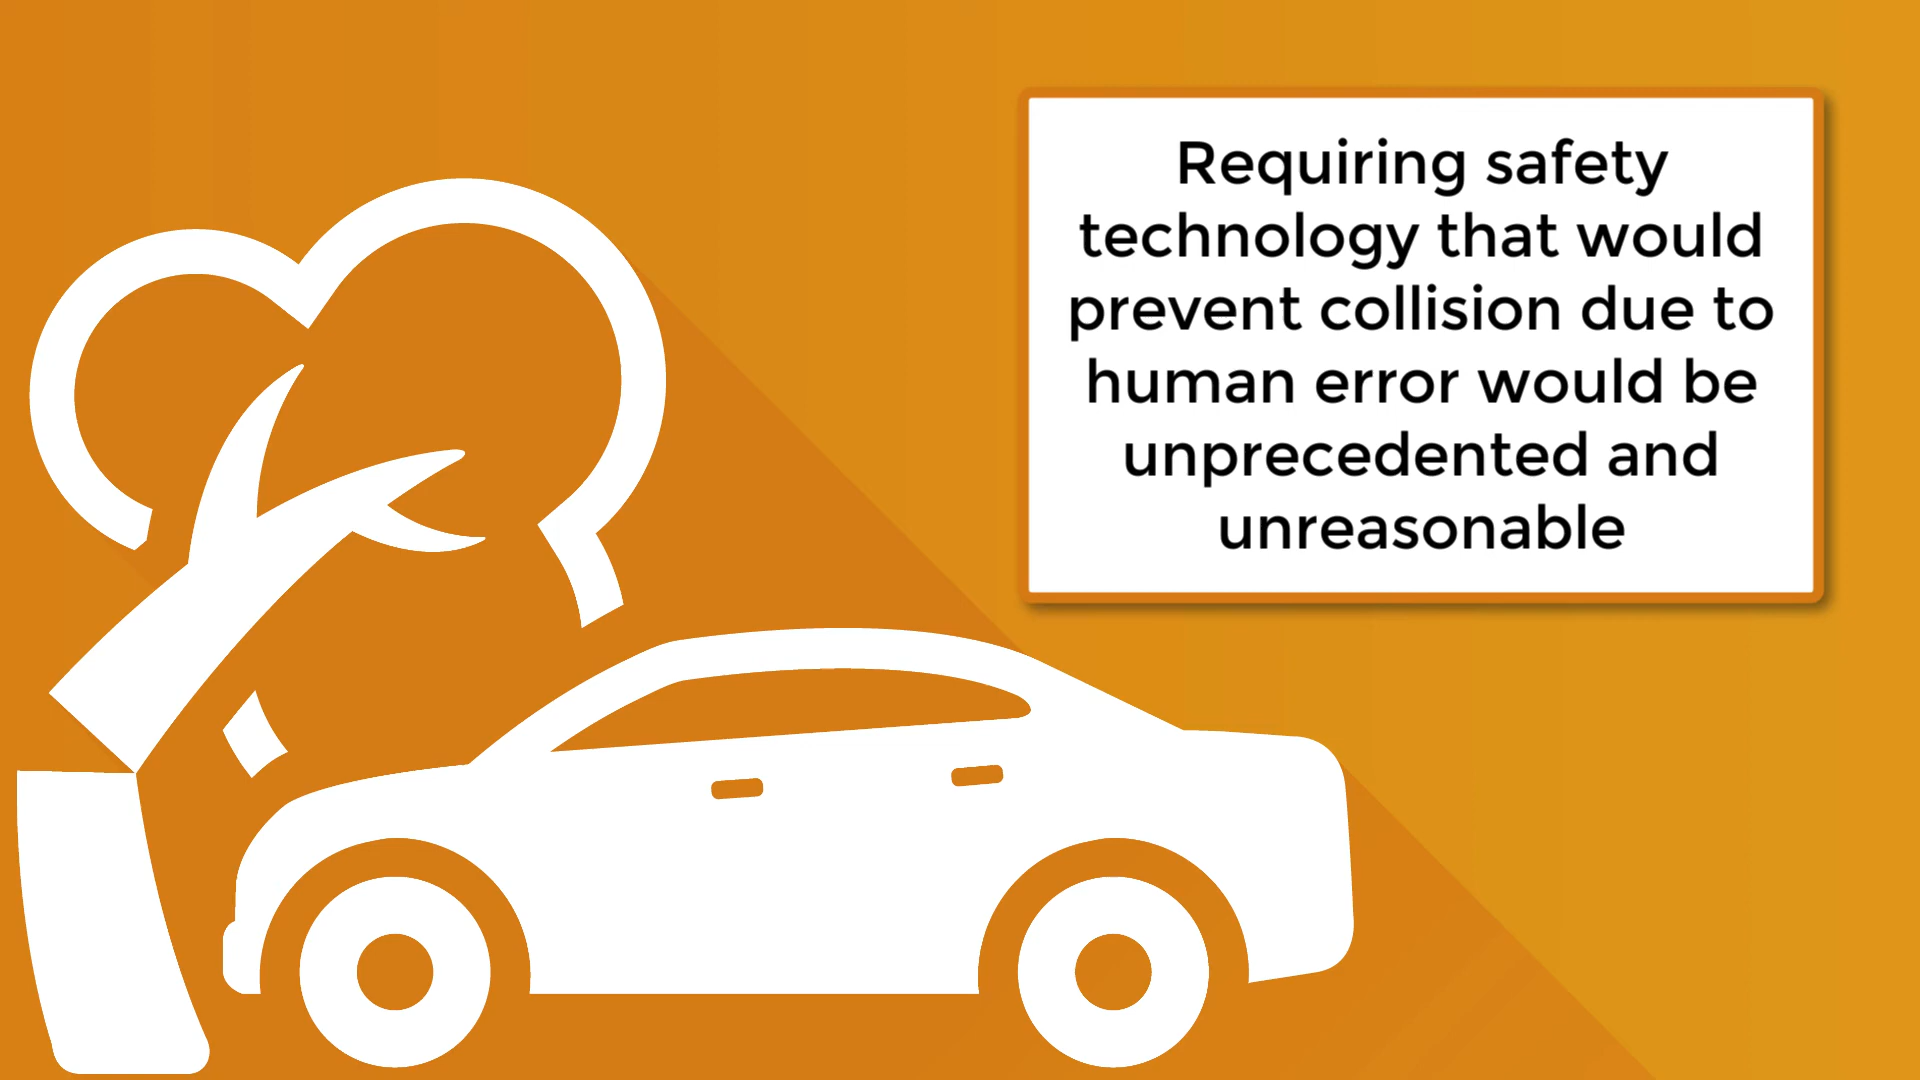 Requiring safety
technology that would
prevent collision due to
human error would be
unprecedented and
unreasonable